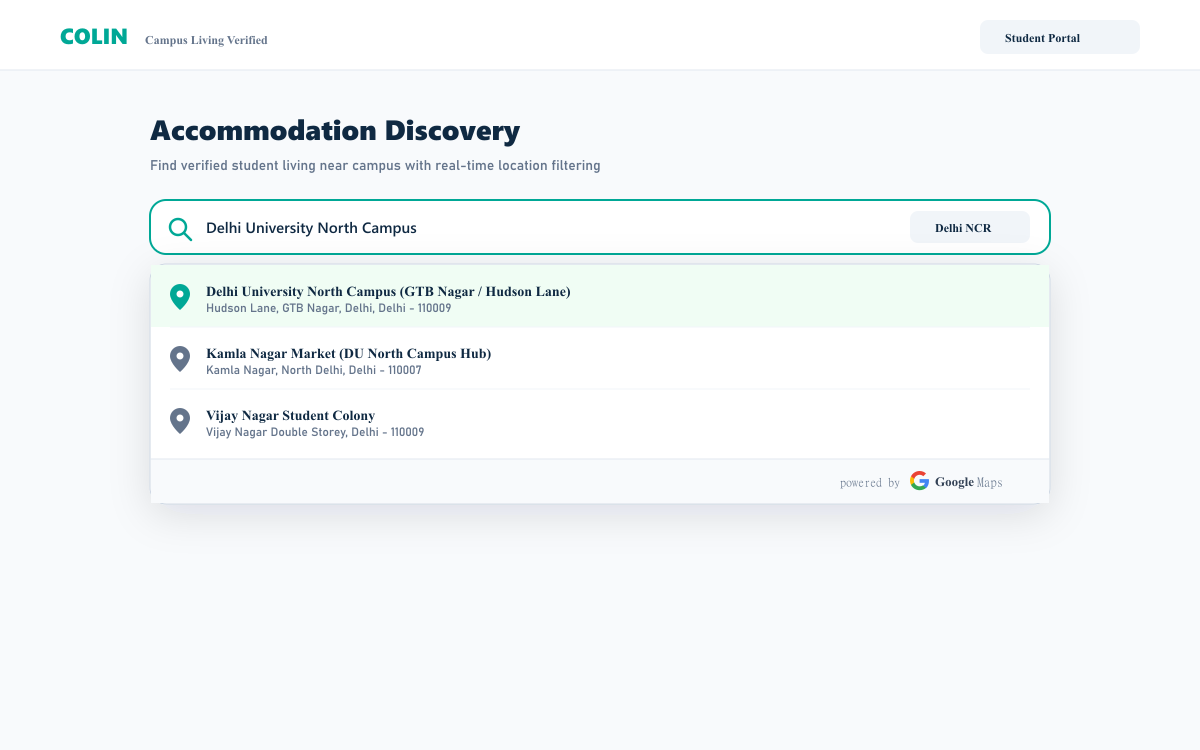 COLIN
Campus Living Verified
Student Portal
Accommodation Discovery
Find verified student living near campus with real-time location filtering
Delhi University North Campus
Delhi NCR
Delhi University North Campus (GTB Nagar / Hudson Lane)
Hudson Lane, GTB Nagar, Delhi, Delhi - 110009
Kamla Nagar Market (DU North Campus Hub)
Kamla Nagar, North Delhi, Delhi - 110007
Vijay Nagar Student Colony
Vijay Nagar Double Storey, Delhi - 110009
powered by Google Maps